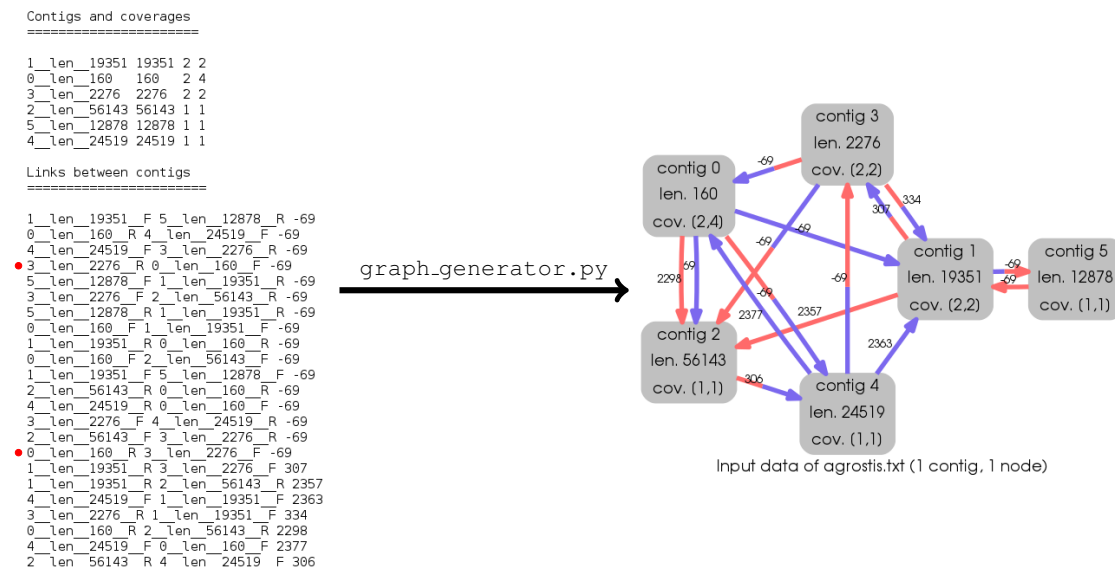 Contigs and coverages
======================
1__len__19351 19351 2 2
0__len__160 160 2 4
3__len__2276 2276 2 2
2__len__56143 56143 1 1
5__len__12878 12878 1 1
4__len__24519 24519 1 1
Links between contigs
=======================
1__len__19351__F 5__len__12878__R -69
0__len__160__R 4__len__24519__F -69
4__len__24519__F 3__len__2276__R -69
3__len__2276__R 0__len__160__F -69
5__len__12878__F 1__len__19351__R -69
3__len__2276__F 2__len__56143__R -69
5__len__12878__R 1__len__19351__R -69
0__len__160__F 1__len__19351__F -69
1__len__19351__R 0__len__160__R -69
0__len__160__F 2__len__56143__F -69
1__len__19351__F 5__len__12878__F -69
2__len__56143__R 0__len__160__R -69
4__len__24519__R 0__len__160__F -69
3__len__2276__F 4__len__24519__R -69
2__len__56143__F 3__len__2276__R -69
0__len__160__R 3__len__2276__F -69
1__len__19351__R 3__len__2276__F 307
1__len__19351__R 2__len__56143__R 2357
4__len__24519__F 1__len__19351__F 2363
3__len__2276__R 1__len__19351__F 334
0__len__160__R 2__len__56143__R 2298
4__len__24519__F 0__len__160__F 2377
2__len__56143__R 4__len__24519__F 306
graph_generator.py
contig 3
len. 2276
cov. (2,2)
contig 0
len. 160
cov. (2,4)
contig 1
len. 19351
cov. (2,2)
contig 5
len. 12878
cov. (1,1)
contig 2
len. 56143
cov. (1,1)
contig 4
len. 24519
cov. (1,1)
-69
334
307
-69
-69
-69
-69
2298
-69
-69
-69
2377
2357
2363
306
Input data of agrostis.txt (1 contig, 1 node)